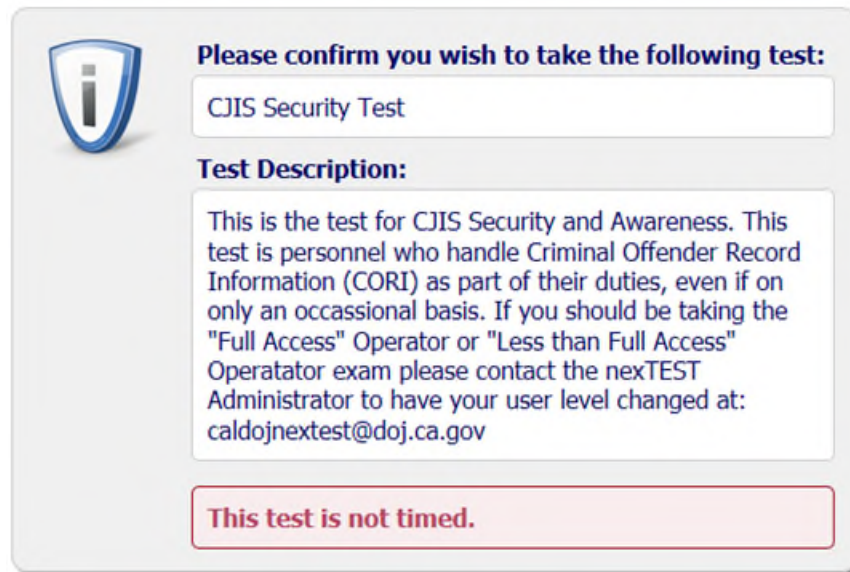 Please confirm you wish to take the following test:
CJIS Security Test
Test Description:
This is the test for CJIS Security and Awareness. This
test is personnel who handle Criminal Offender Record
Information (CORI) as part of their duties, even if on
only an occassional basis. If you should be taking the
"Full Access" Operator or "Less than Full Access"
Operatator exam please contact the nexTEST
Administrator to have your user level changed at:
caldojnextest@doj.ca.gov
This test is not timed.